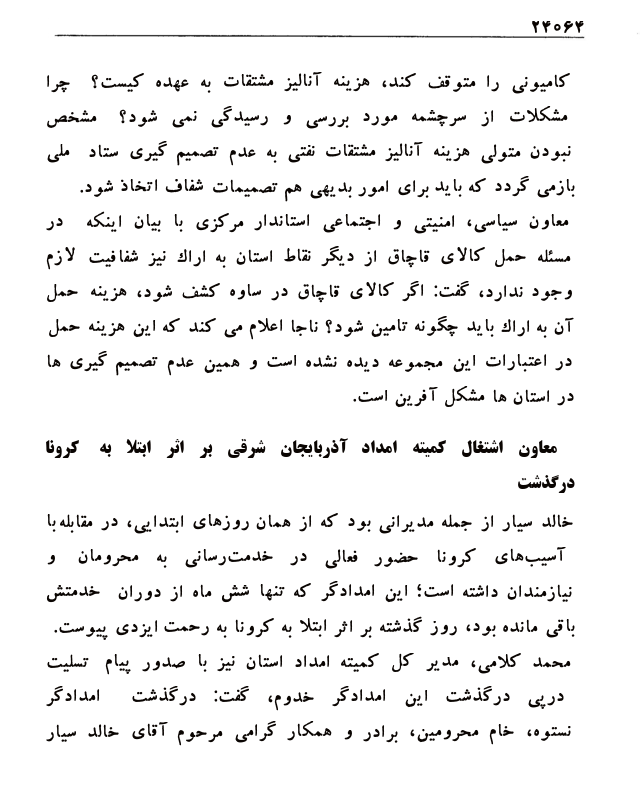 ۲۴۰۶۴
کامیونی را متوقف کند، هزینه آنالیز مشتقات به عهده کیست؟ چرا
مشکلات از سرچشمه مورد بررسی و رسیدگی نمی شود؟ مشخص
نبودن متولی هزینه آنالیز مشتقات نفتی به عدم تصمیم گیری ستاد ملی
بازمی گردد که باید برای امور بدیهی هم تصمیمات شفاف اتخاذ شود.
معاون سیاسی، امنیتی و اجتماعی استاندار مرکزی با بیان اینکه در
مسئله حمل کالای قاچاق از دیگر نقاط استان به اراك نیز شفافیت لازم
وجود ندارد، گفت: اگر کالای قاچاق در ساوه کشف شود، هزینه حمل
آن به اراك باید چگونه تامین شود؟ ناجا اعلام می کند که این هزینه حمل
در اعتبارات این مجموعه دیده نشده است و همین عدم تصمیم گیری ها
در استان ها مشکل آفرین است.
معاون اشتغال کمیته امداد آذربایجان شرقی بر اثر ابتلا به کرونا
درگذشت
خالد سیار از جمله مدیرانی بود که از همان روزهای ابتدایی، در مقابله با
آسیب‌های کرونا حضور فعالی در خدمت‌رسانی به محرومان و
نیازمندان داشته است؛ این امدادگر که تنها شش ماه از دوران خدمتش
باقی مانده بود، روز گذشته بر اثر ابتلا به کرونا به رحمت ایزدی پیوست.
محمد کلامی، مدیر کل کمیته امداد استان نیز با صدور پیام تسلیت
درپی درگذشت این امدادگر خدوم، گفت: درگذشت امدادگر
نستوه، خام محرومین، برادر و همکار گرامی مرحوم آقای خالد سیار